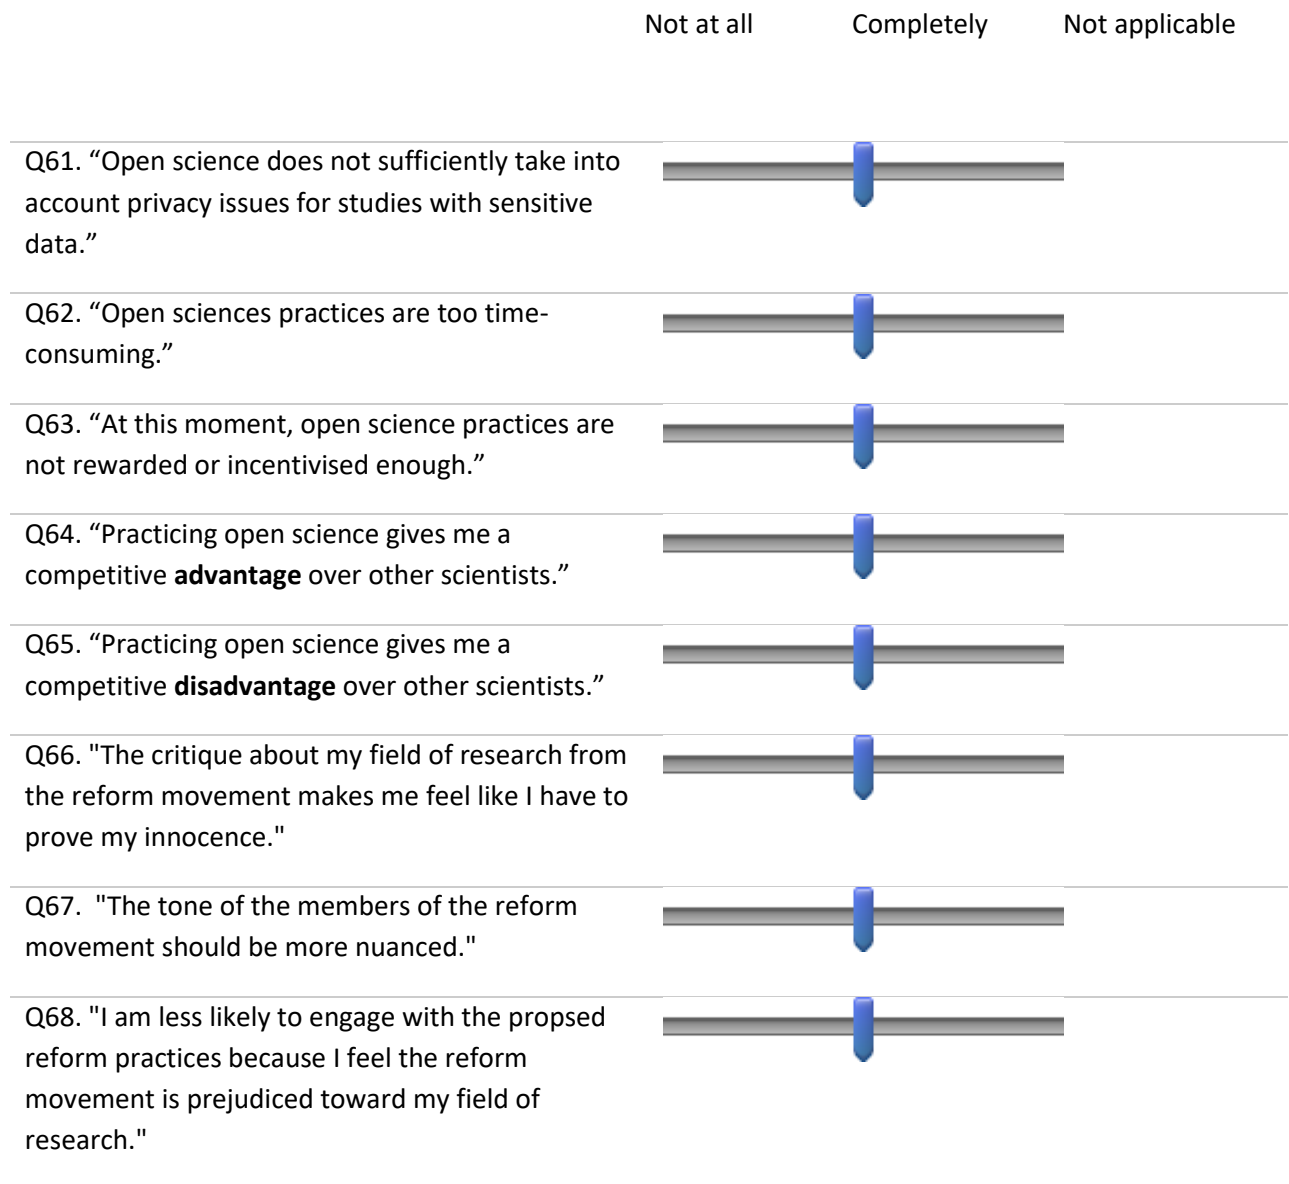 Not at all Completely Not applicable
Q61. “Open science does not sufficiently take into
account privacy issues for studies with sensitive
data.”
Q62. “Open sciences practices are too time-
consuming.”
Q63. “At this moment, open science practices are
not rewarded or incentivised enough.”
Q64. “Practicing open science gives me a
competitive advantage over other scientists.”
Q65. “Practicing open science gives me a
competitive disadvantage over other scientists.”
Q66. "The critique about my field of research from
the reform movement makes me feel like I have to
prove my innocence."
Q67.  "The tone of the members of the reform
movement should be more nuanced."
Q68. "I am less likely to engage with the propsed
reform practices because I feel the reform
movement is prejudiced toward my field of
research."